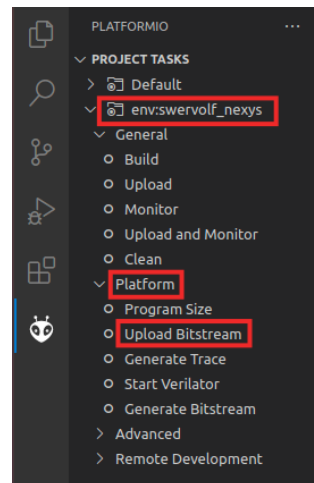 PLATFORMIO
PROJECT TASKS
Default
env:swervolf_nexys
General
Build
Upload
Monitor
Upload and Monitor
Clean
Platform
Program Size
Upload Bitstream
Generate Trace
Start Verilator
Generate Bitstream
Advanced
Remote Development